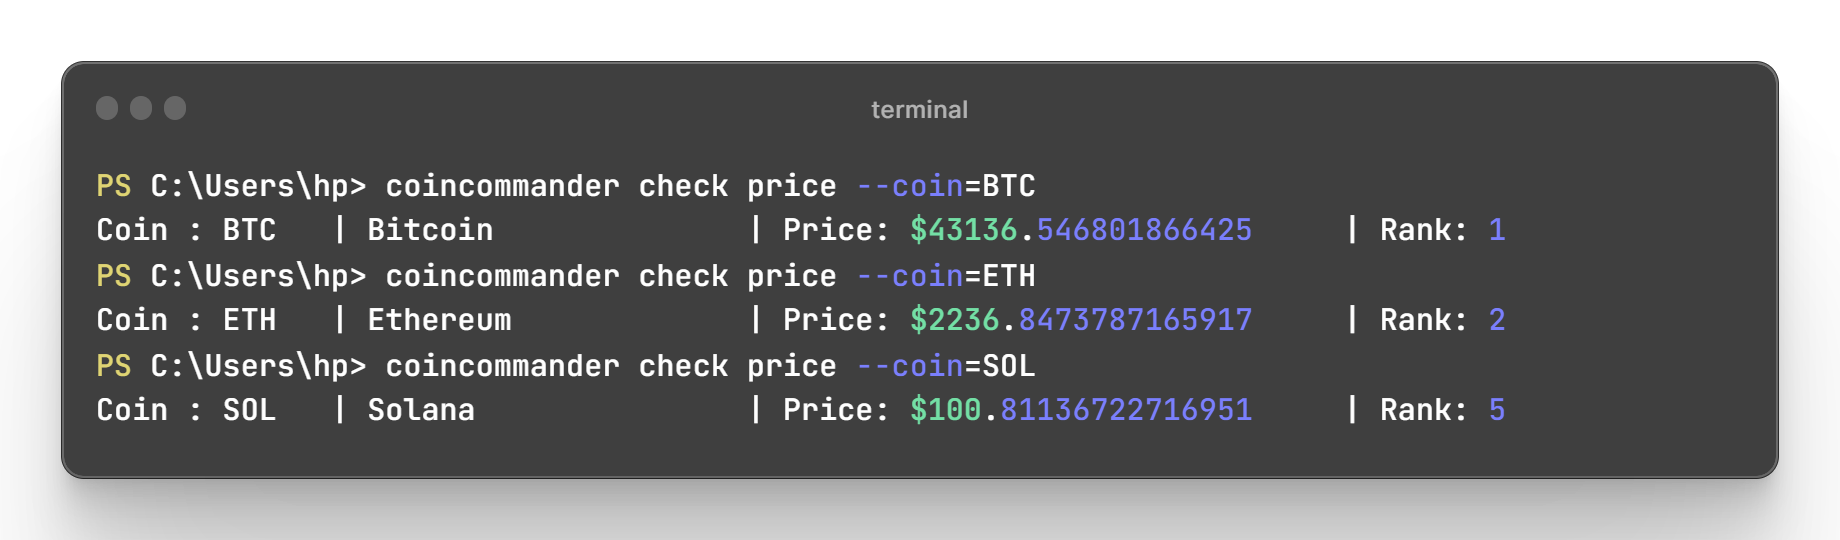 terminal
PS C:\Users\hp> coincommander check price --coin=BTC
Coin : BTC   | Bitcoin              | Price: $43136.546801866425     | Rank: 1
PS C:\Users\hp> coincommander check price --coin=ETH
Coin : ETH   | Ethereum             | Price: $2236.8473787165917     | Rank: 2
PS C:\Users\hp> coincommander check price --coin=SOL
Coin : SOL   | Solana               | Price: $100.81136722716951     | Rank: 5